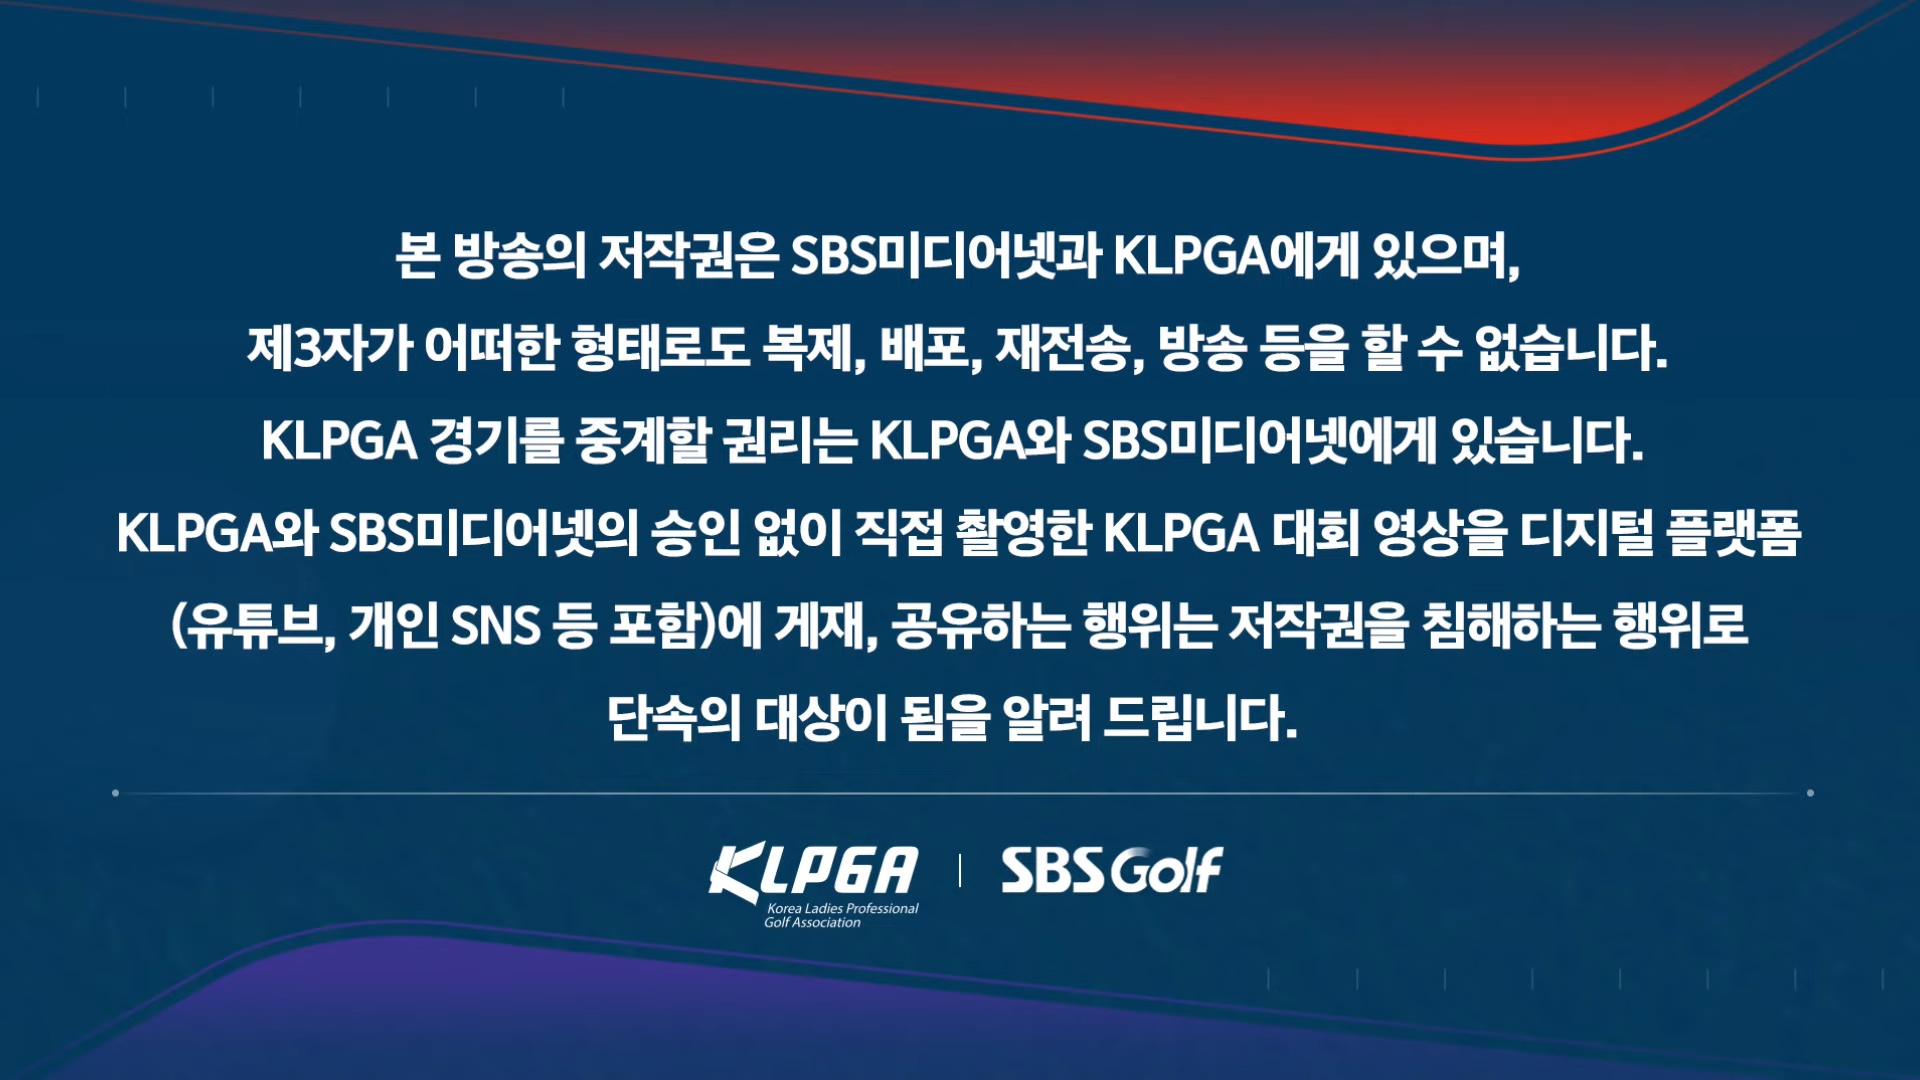 본 방송의 저작권은 SBS미디어넷과 KLPGA에게 있으며,
제3자가 어떠한 형태로도 복제, 배포, 재전송, 방송 등을 할 수 없습니다.
KLPGA 경기를 중계할 권리는 KLPGA와 SBS미디어넷에게 있습니다.
KLPGA와 SBS미디어넷의 승인 없이 직접 촬영한 KLPGA 대회 영상을 디지털 플랫폼
(유튜브, 개인 SNS 등 포함)에 게재, 공유하는 행위는 저작권을 침해하는 행위로
단속의 대상이 됨을 알려 드립니다.
KLPGA
Korea Ladies Professional
Golf Association
SBS Golf